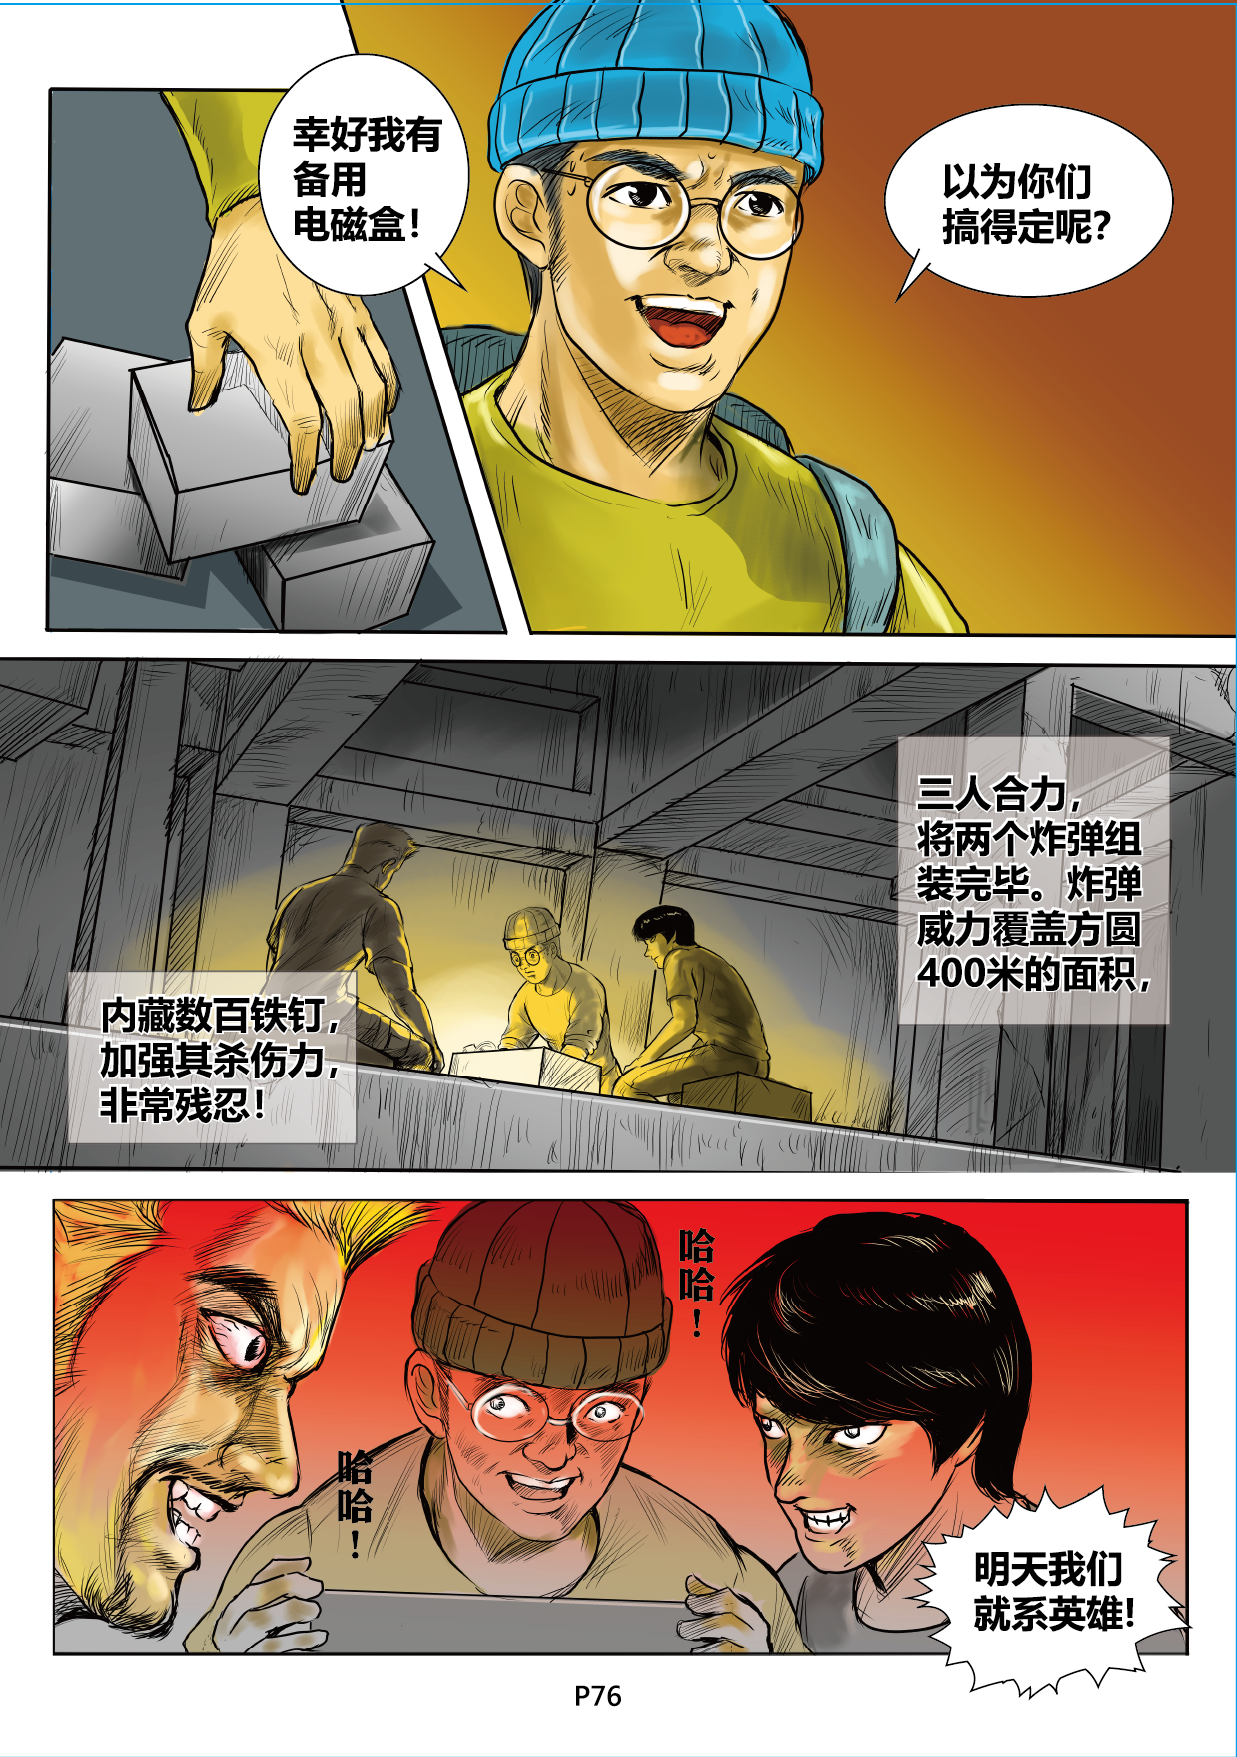 幸好我有
备用
电磁盒！
以为你们
搞得定呢？
三人合力，
将两个炸弹组
装完毕。炸弹
威力覆盖方圆
400米的面积，
内藏数百铁钉，
加强其杀伤力，
非常残忍！
哈哈！
哈哈！
明天我们
就系英雄!
P76